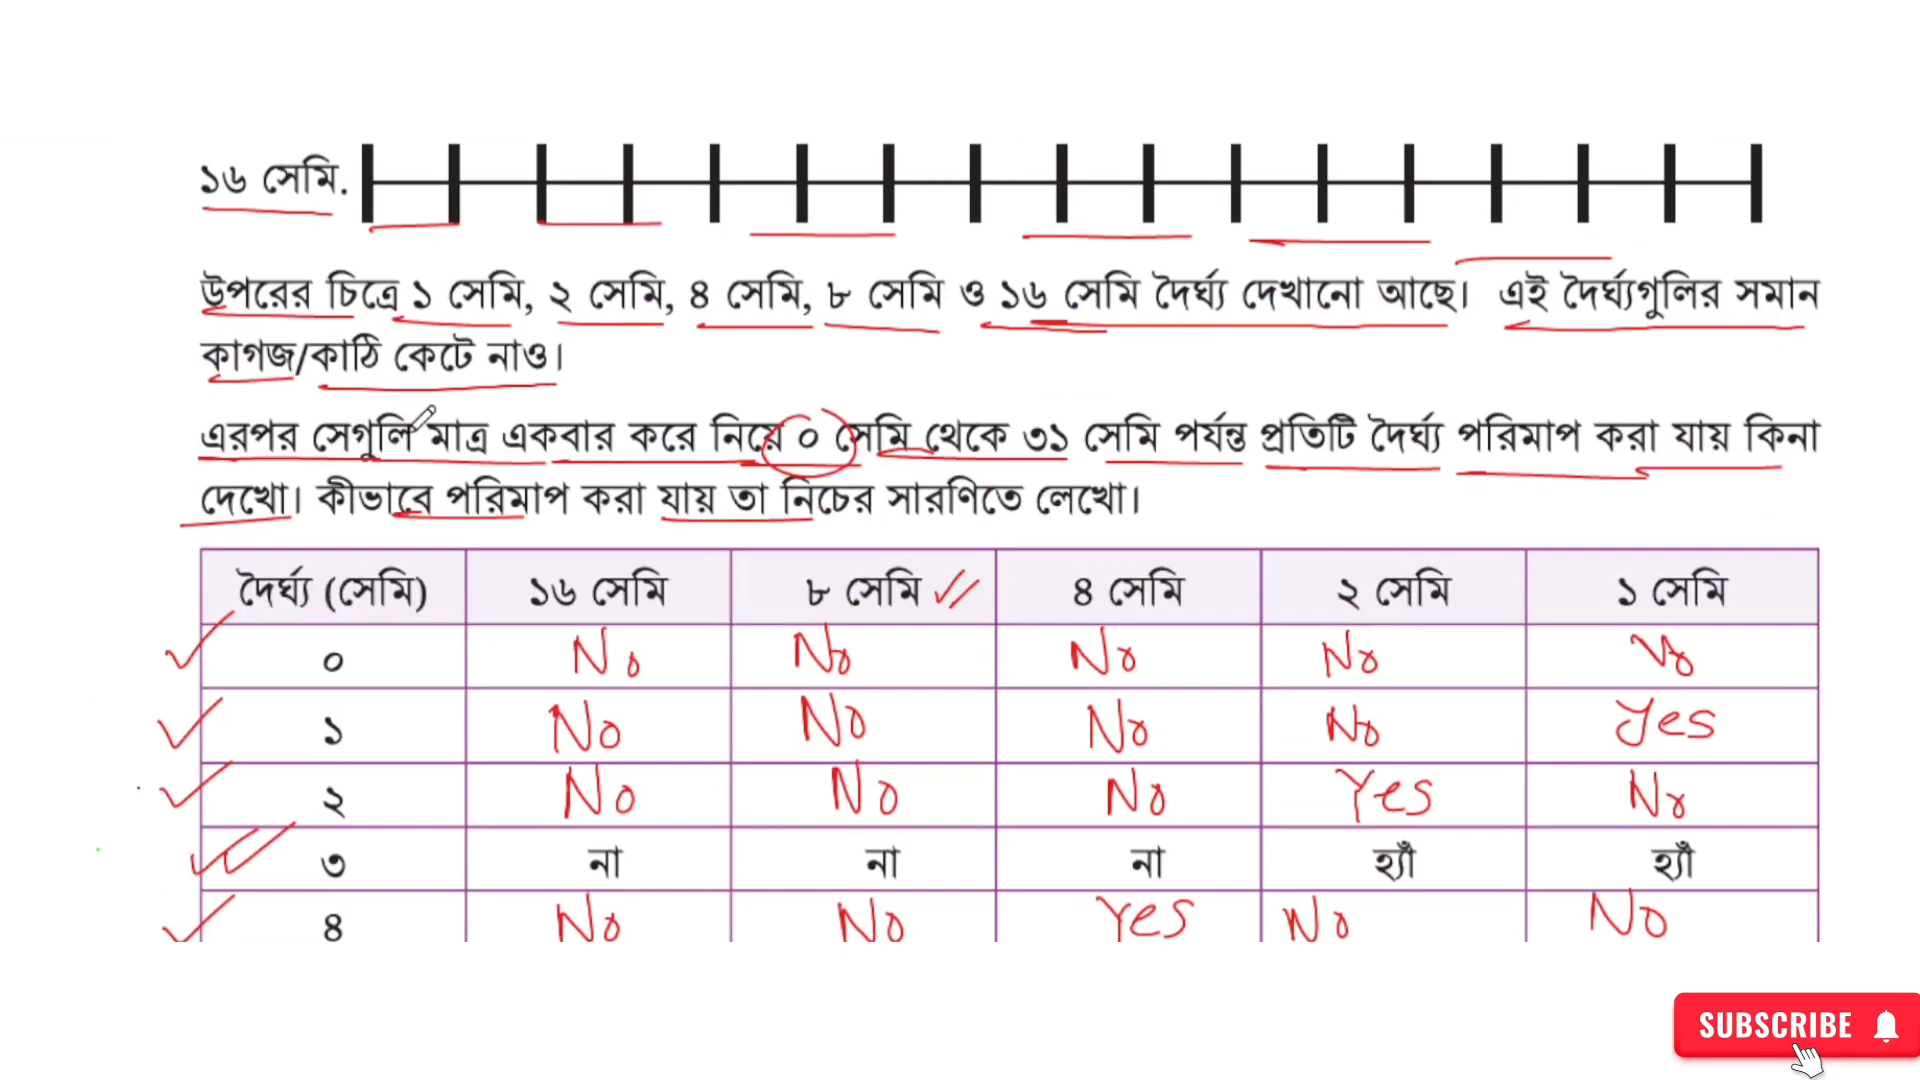 ১৬ সেমি.
উপরের চিত্রে ১ সেমি, ২ সেমি, ৪ সেমি, ৮ সেমি ও ১৬ সেমি দৈর্ঘ্য দেখানো আছে। এই দৈর্ঘ্যগুলির সমান
কাগজ/কাঠি কেটে নাও।
এরপর সেগুলি মাত্র একবার করে নিয়ে ০ সেমি থেকে ৩১ সেমি পর্যন্ত প্রতিটি দৈর্ঘ্য পরিমাপ করা যায় কিনা
দেখো। কীভাবে পরিমাপ করা যায় তা নিচের সারণিতে লেখো।
দৈর্ঘ্য (সেমি) ১৬ সেমি ৮ সেমি ৪ সেমি ২ সেমি ১ সেমি
০ No No No No No
১ No No No No Yes
২ No No No Yes No
৩ না না না হ্যাঁ হ্যাঁ
৪ No No Yes No No
SUBSCRIBE